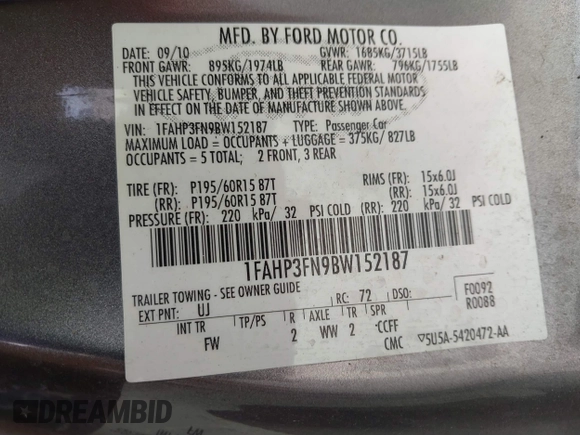 MFD. BY FORD MOTOR CO.
DATE: 09/10 GVWR: 1685KG/3715LB
FRONT GAWR: 895KG/1974LB REAR GAWR: 796KG/1755LB
THIS VEHICLE CONFORMS TO ALL APPLICABLE FEDERAL MOTOR
VEHICLE SAFETY, BUMPER, AND THEFT PREVENTION STANDARDS
IN EFFECT ON THE DATE OF MANUFACTURE SHOWN ABOVE.
VIN: 1FAHP3FN9BW152187 TYPE: Passenger Car
MAXIMUM LOAD = OCCUPANTS + LUGGAGE = 375KG/ 827LB
OCCUPANTS = 5 TOTAL; 2 FRONT, 3 REAR
TIRE (FR): P195/60R15 87T RIMS (FR): 15x6.0J
(RR): P195/60R15 87T (RR): 15x6.0J
PRESSURE (FR): 220 kPa/ 32 PSI COLD (RR): 220 kPa/ 32 PSI COLD
1FAHP3FN9BW152187
TRAILER TOWING - SEE OWNER GUIDE
EXT PNT: UJ RC: 72 DSO: F0092
R0088
INT TR TP/PS R AXLE TR SPR
FW 2 WW 2 -CCFF
CMC ▽5U5A-5420472-AA
DREAMBID